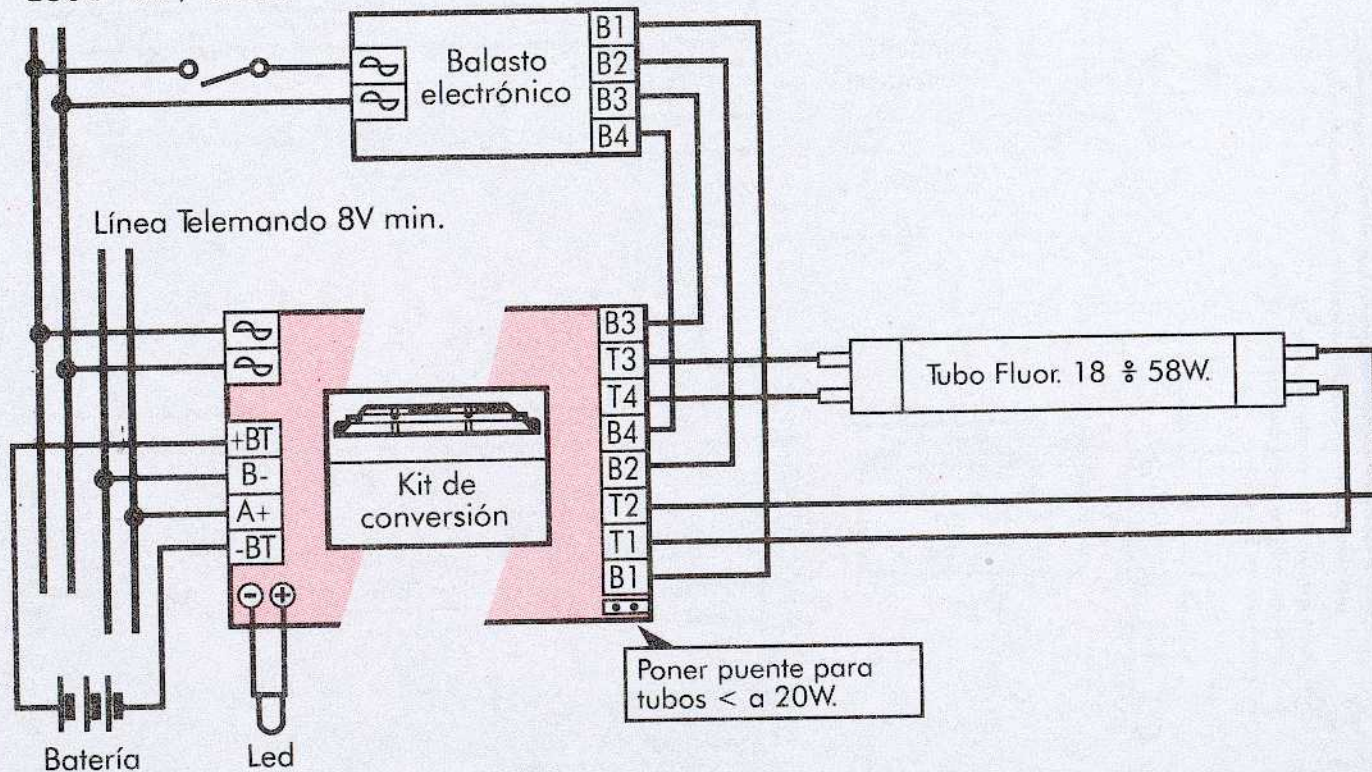 B1
B2
B3
B4
Balasto
electrónico
Línea Telemando 8V min.
+BT
B-
A+
-BT
Kit de
conversión
B3
T3
T4
B4
B2
T2
T1
B1
Tubo Fluor. 18 ÷ 58W.
Poner puente para
tubos < a 20W.
Batería
Led